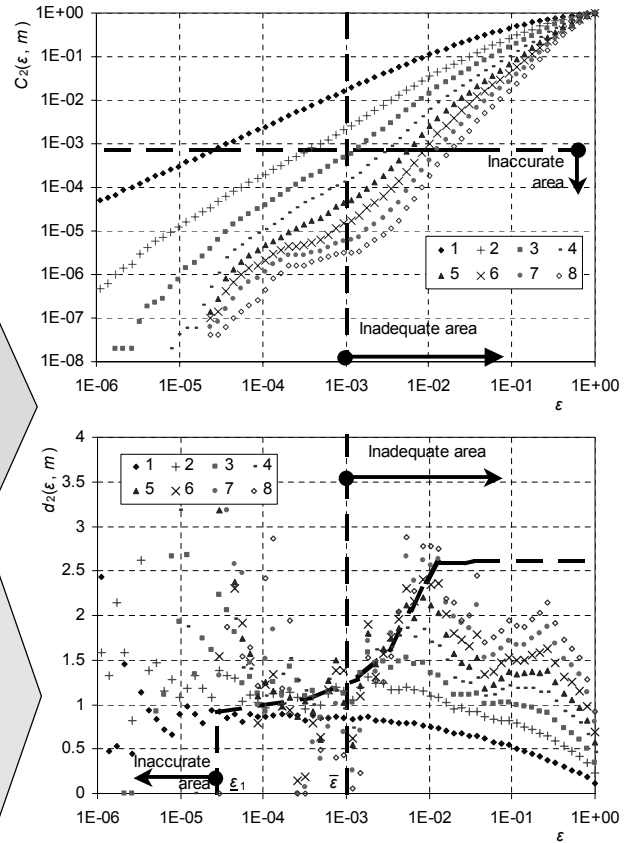 C₂(ε, m)
1E+00
1E-01
1E-02
1E-03
1E-04
1E-05
1E-06
1E-07
1E-08
Inaccurate
area
1 2 3 4
5 6 7 8
Inadequate area
1E-06 1E-05 1E-04 1E-03 1E-02 1E-01 1E+00
ε
d₂(ε, m)
4
3.5
3
2.5
2
1.5
1
0.5
0
1 2 3 4
5 6 7 8
Inadequate area
Inaccurate
area
ε₁
ε̅
1E-06 1E-05 1E-04 1E-03 1E-02 1E-01 1E+00
ε